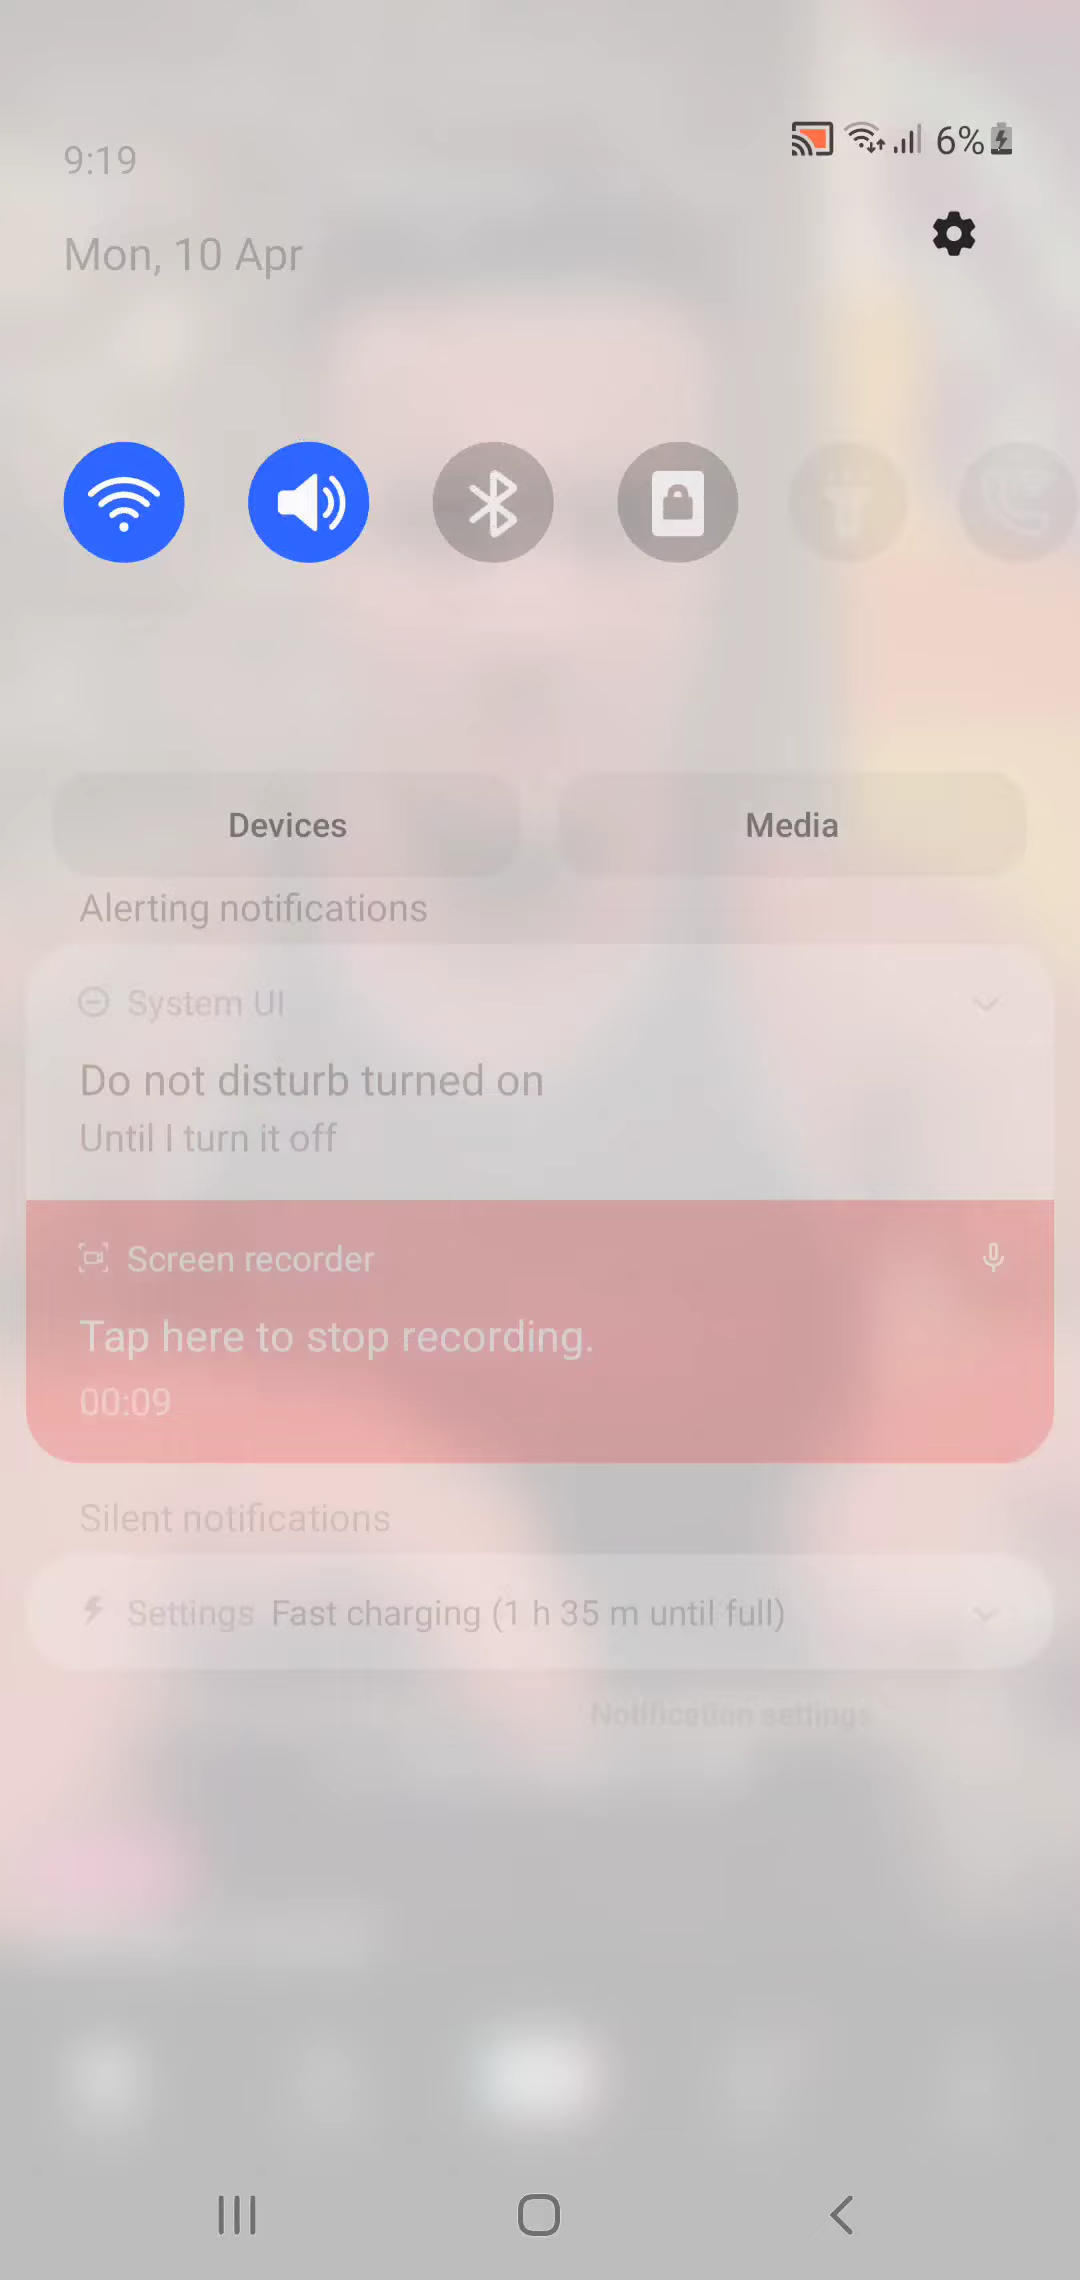 9:19
6%
Mon, 10 Apr
Devices
Media
Alerting notifications
System UI
Do not disturb turned on
Until I turn it off
Screen recorder
Tap here to stop recording.
00:09
Silent notifications
Settings Fast charging (1 h 35 m until full)
Notification settings